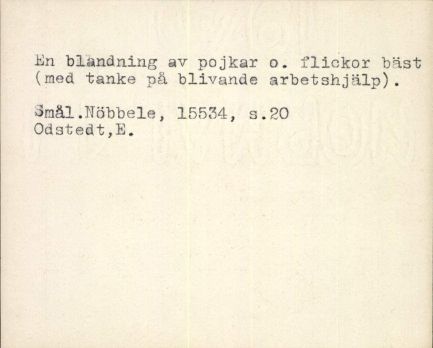 En blandning av pojkar o. flickor bäst
(med tanke på blivande arbetshjälp).
Smål.Nöbbele, 15534, s.20
Odstedt,E.